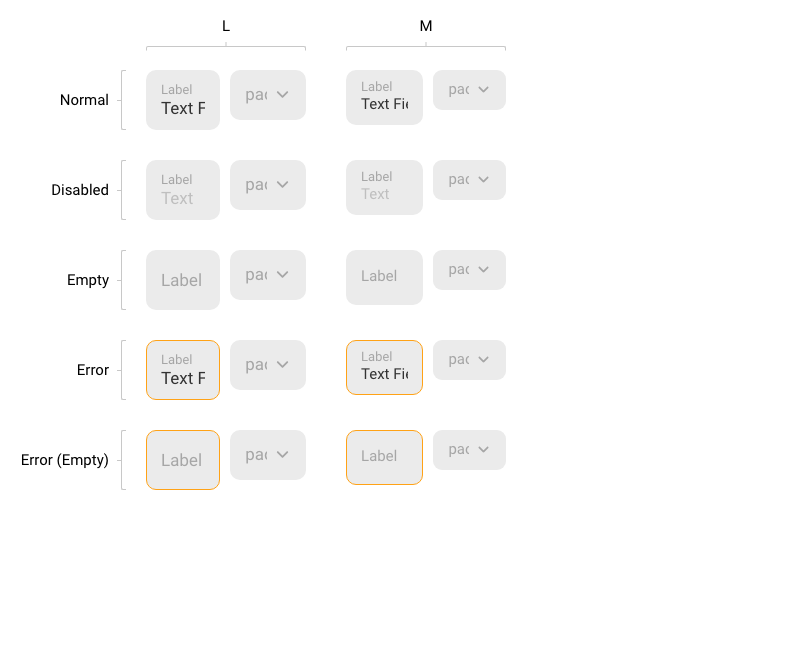 L M
Normal Label Label
Text F pac Text Fie pac
Disabled Label Label
Text pac Text pac
Empty Label pac Label pac
Error Label Label
Text F pac Text Fie pac
Error (Empty) Label pac Label pac